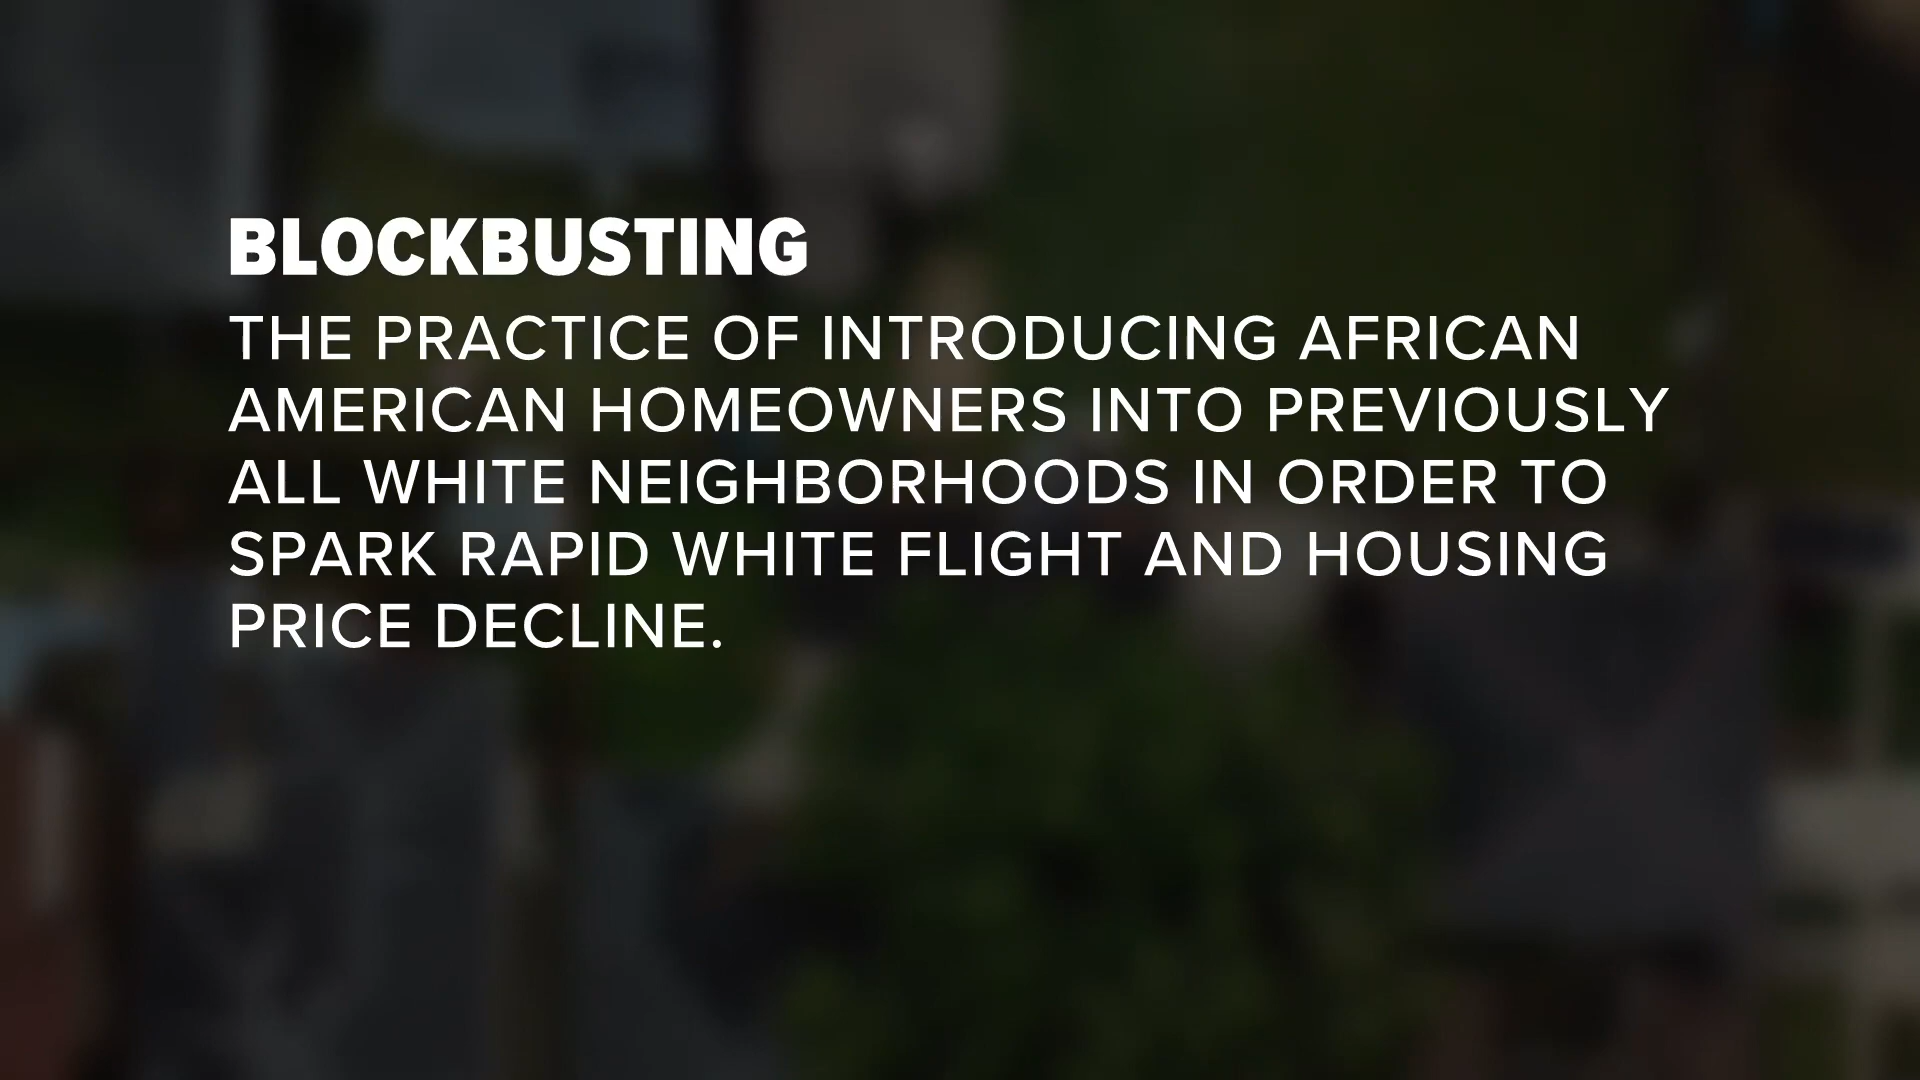 BLOCKBUSTING
THE PRACTICE OF INTRODUCING AFRICAN
AMERICAN HOMEOWNERS INTO PREVIOUSLY
ALL WHITE NEIGHBORHOODS IN ORDER TO
SPARK RAPID WHITE FLIGHT AND HOUSING
PRICE DECLINE.